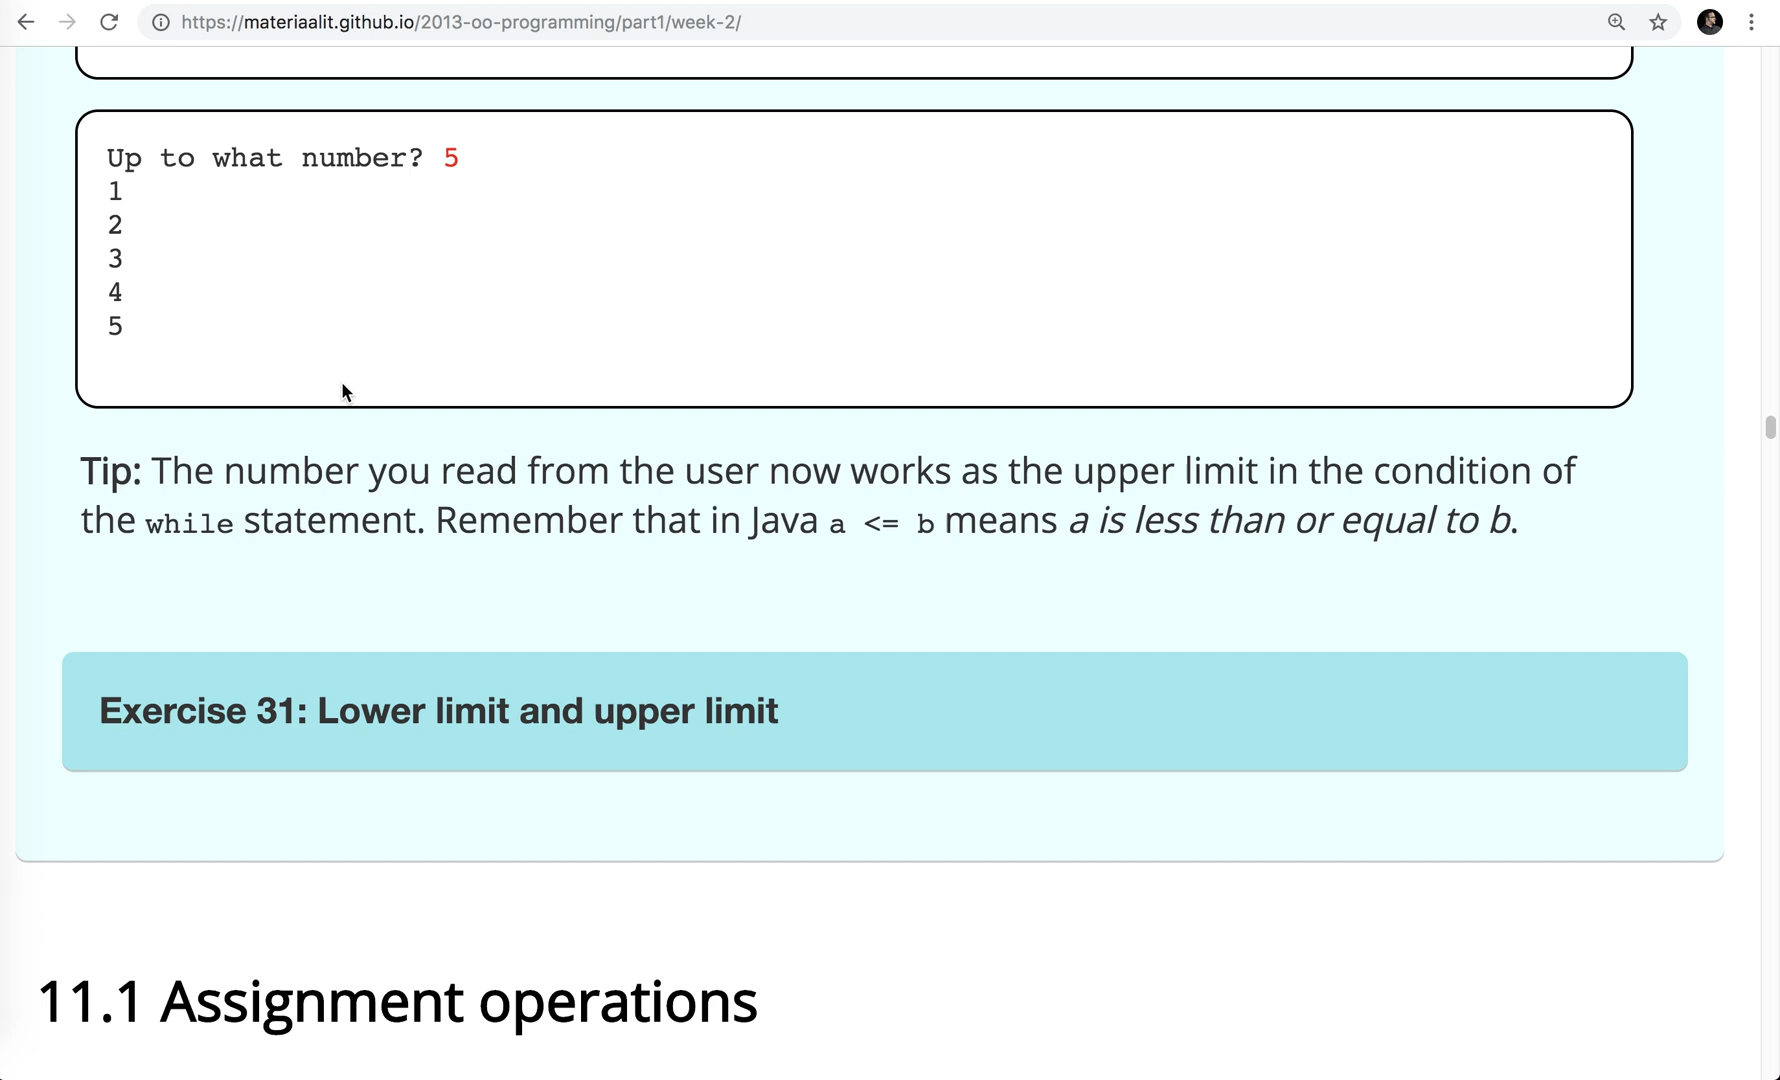 https://materiaalit.github.io/2013-oo-programming/part1/week-2/
Up to what number? 5
1
2
3
4
5
Tip: The number you read from the user now works as the upper limit in the condition of
the while statement. Remember that in Java a <= b means a is less than or equal to b.
Exercise 31: Lower limit and upper limit
11.1 Assignment operations